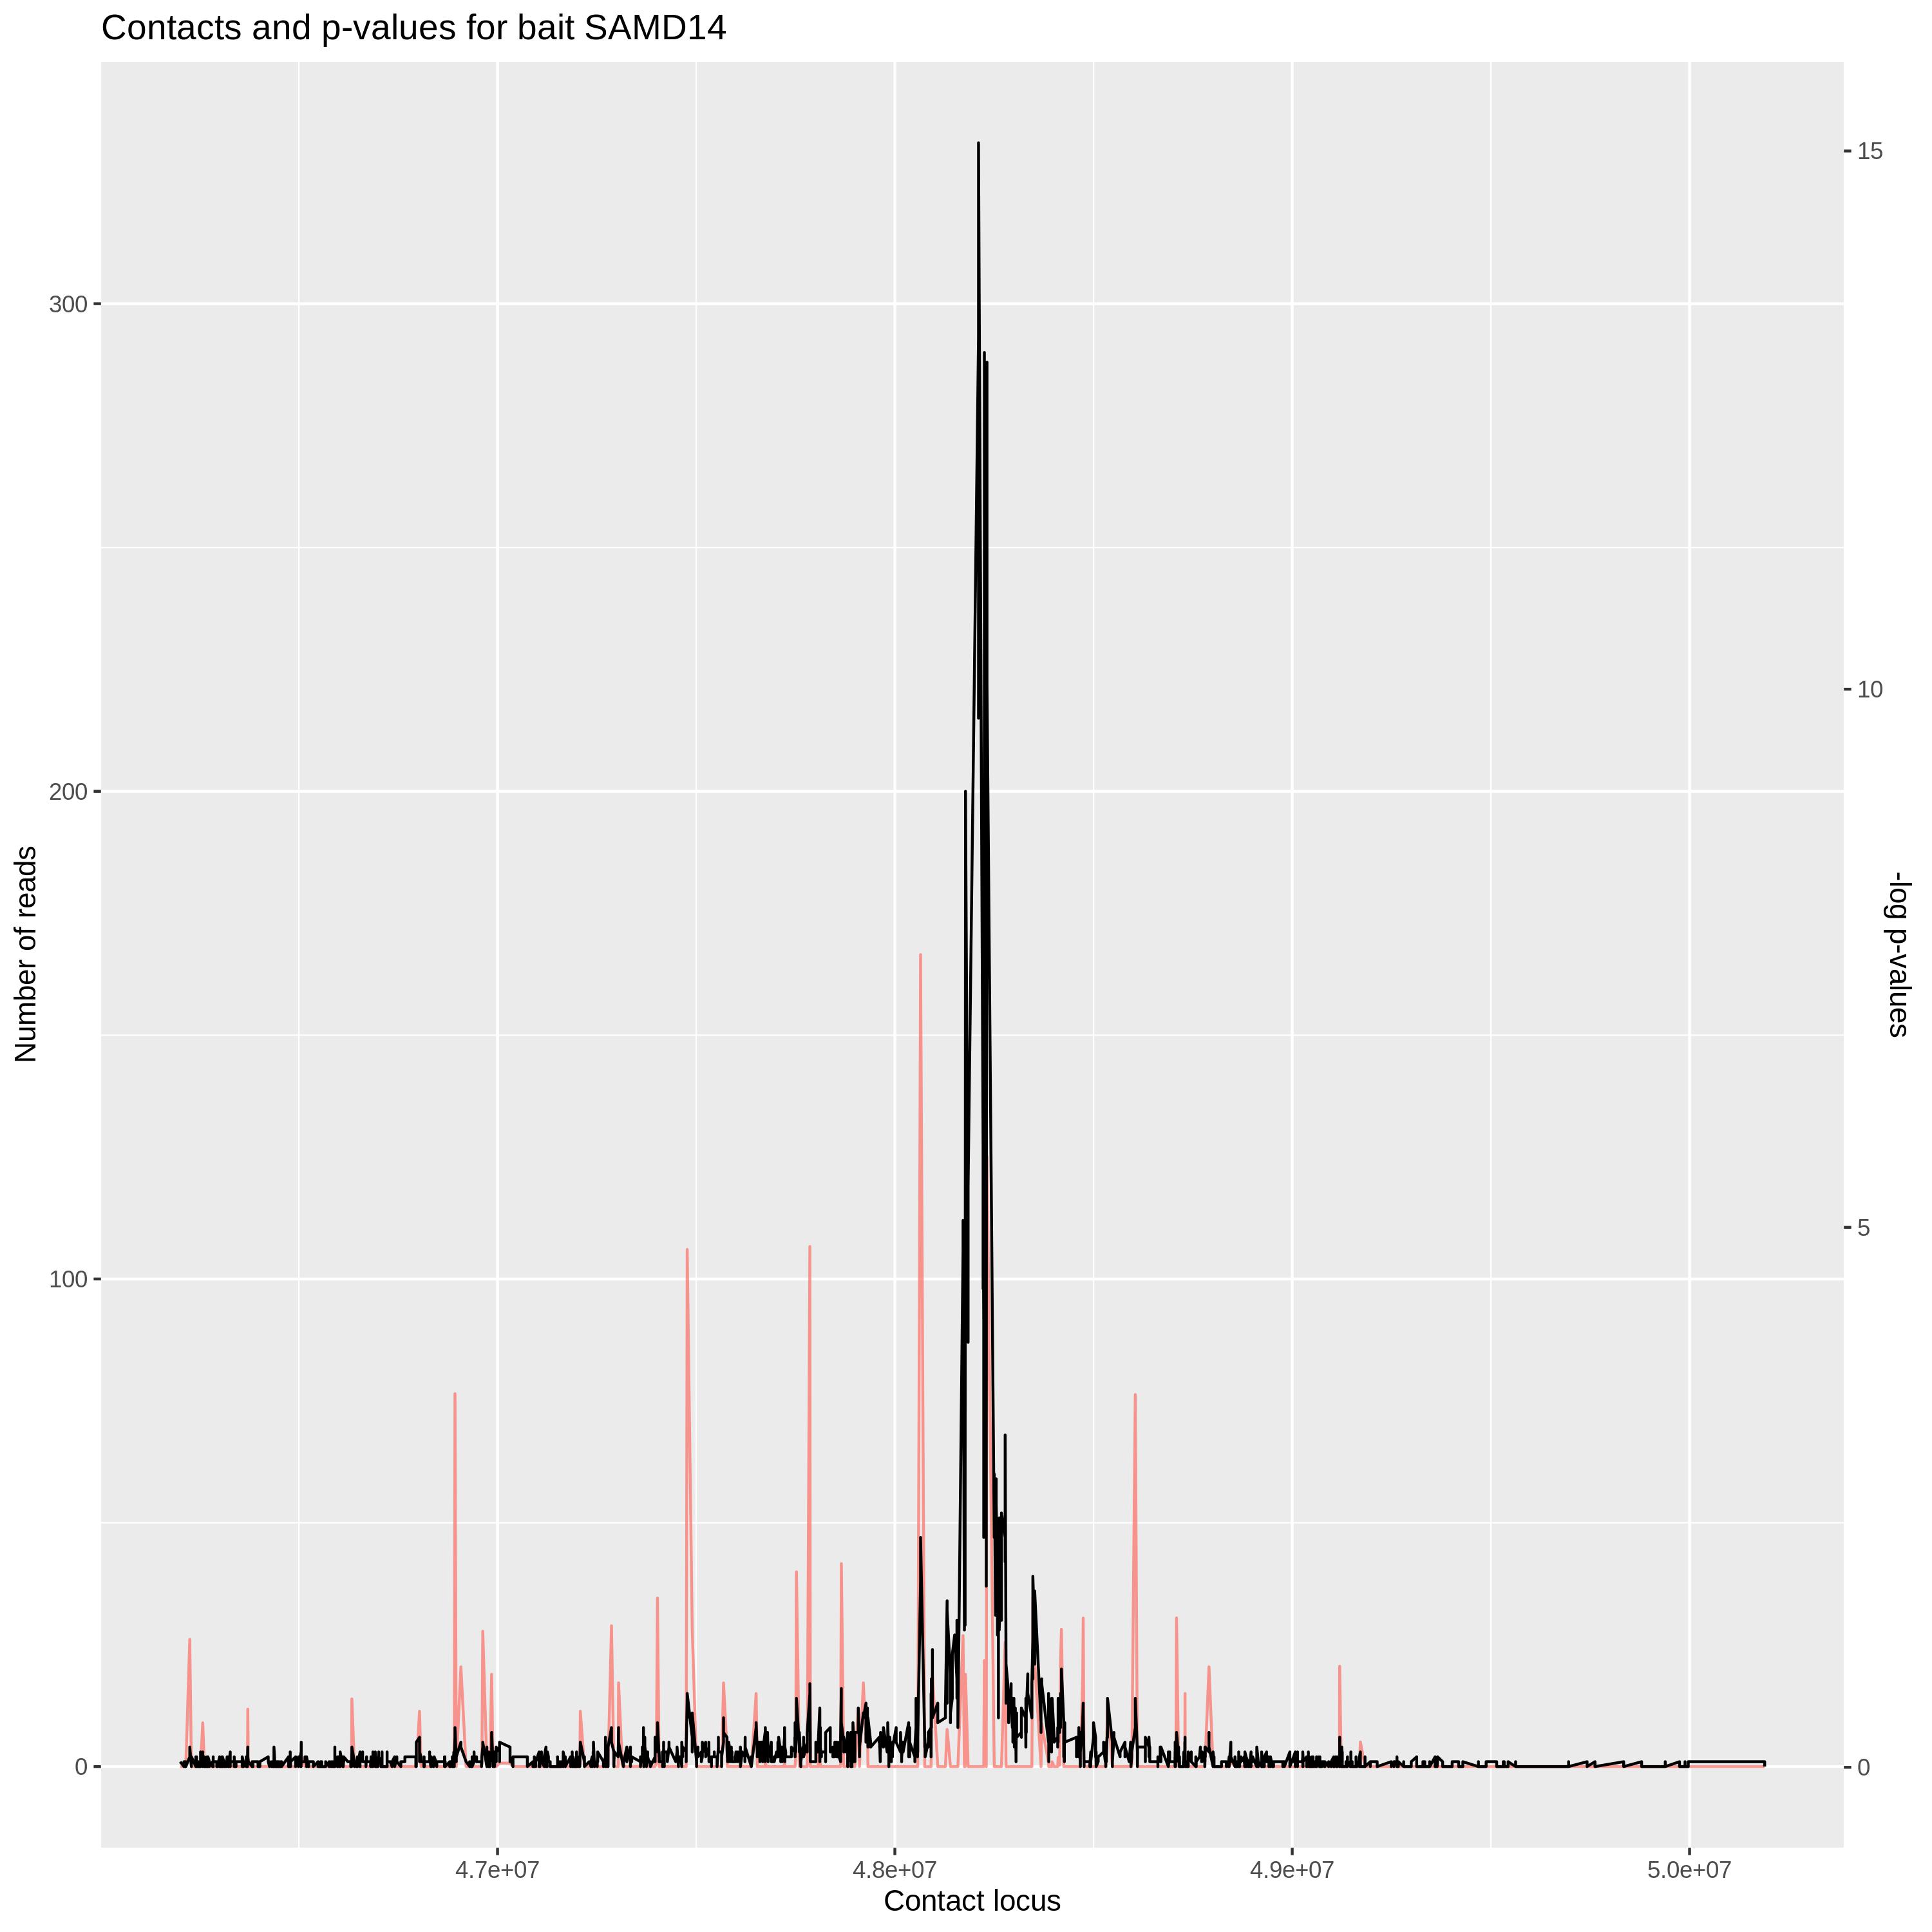 Contacts and p-values for bait SAMD14
Number of reads
300
200
100
0
15
10
5
0
-log p-values
4.7e+07
4.8e+07
4.9e+07
5.0e+07
Contact locus